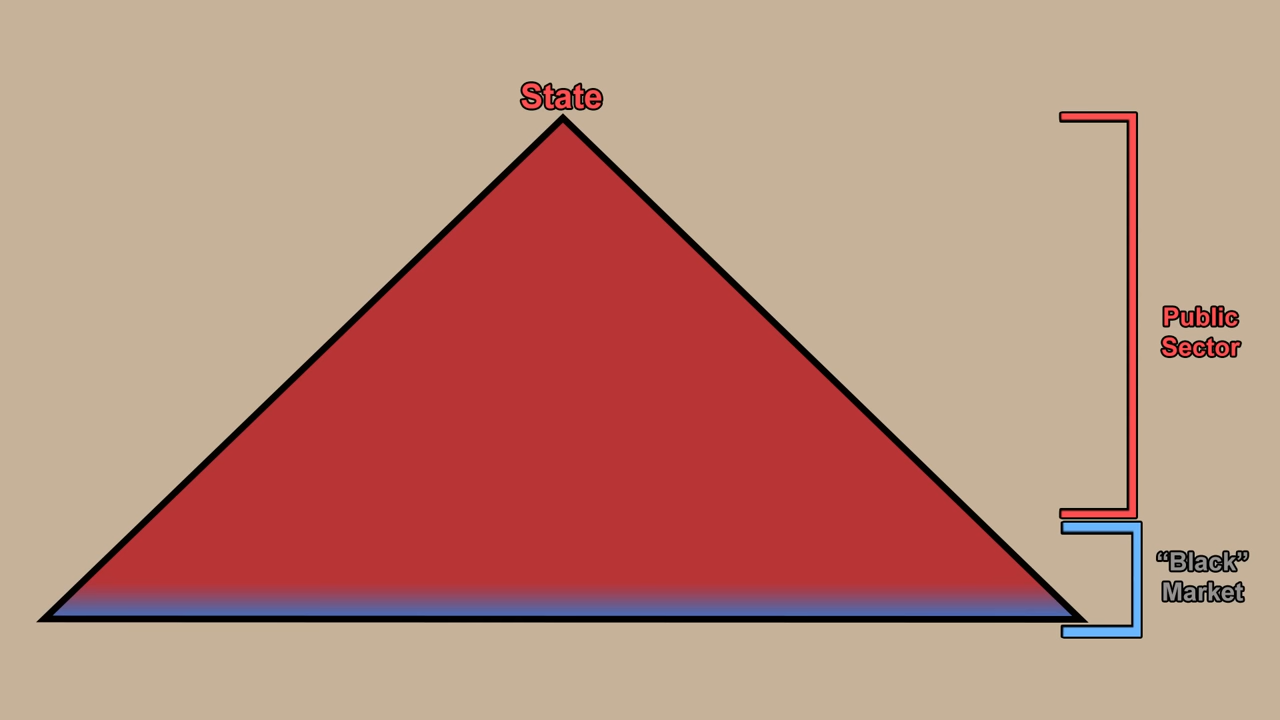 State
Public
Sector
“Black”
Market